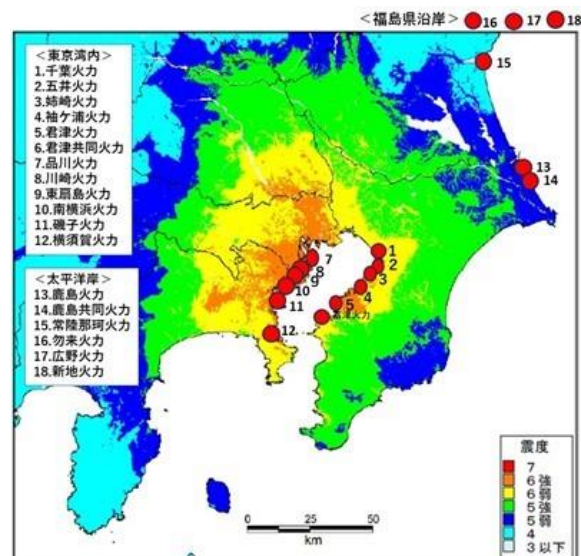 ＜福島県沿岸＞ 16 17 18
＜東京湾内＞
1.千葉火力
2.五井火力
3.姉崎火力
4.袖ケ浦火力
5.君津火力
6.君津共同火力
7.品川火力
8.川崎火力
9.東扇島火力
10.南横浜火力
11.磯子火力
12.横須賀火力
＜太平洋岸＞
13.鹿島火力
14.鹿島共同火力
15.常陸那珂火力
16.勿来火力
17.広野火力
18.新地火力
15
13
14
1
2
7
3
8
9
4
10
5
11
12
震度
7
6強
6弱
5強
5弱
4
3以下
0 25 50
km